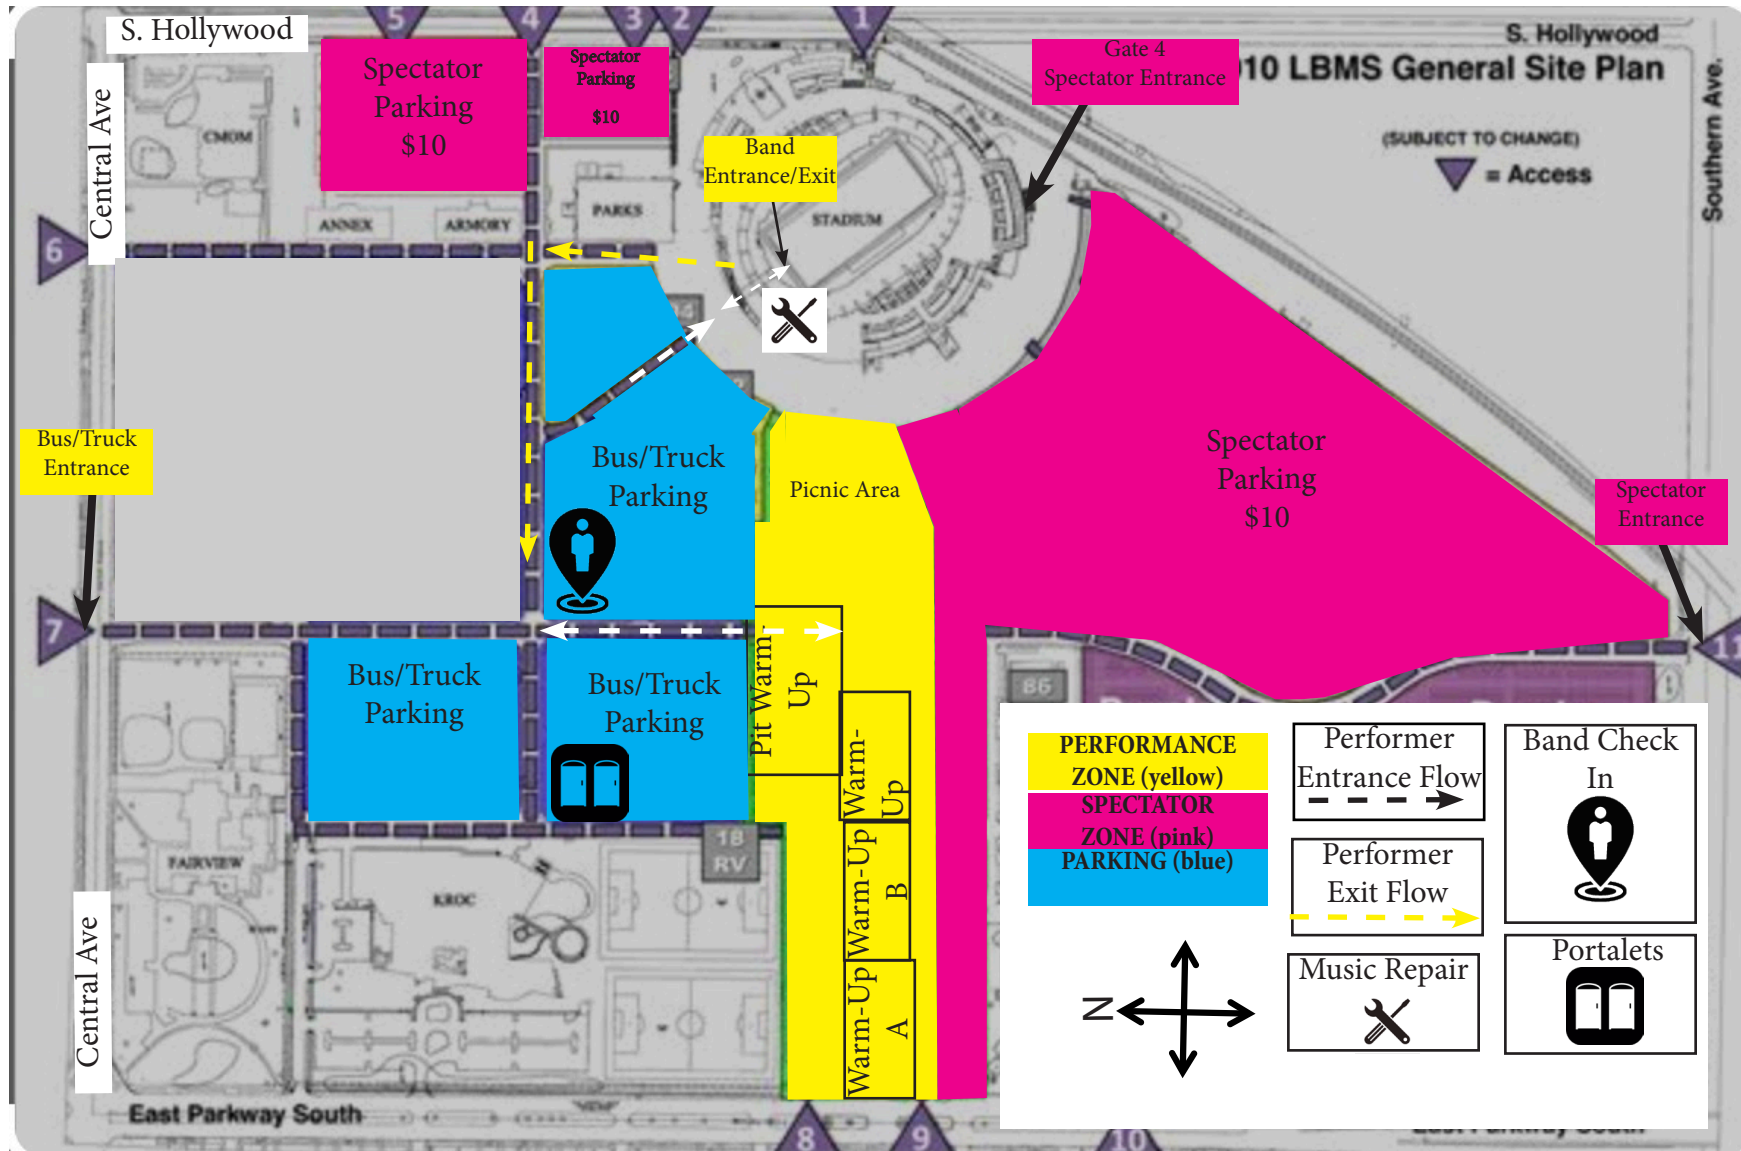 5
4
3
2
1
S. Hollywood
S. Hollywood
10 LBMS General Site Plan
(SUBJECT TO CHANGE)
= Access
Southern Ave.
Central Ave
CMOM
Spectator
Parking
$10
Spectator
Parking
$10
Gate 4
Spectator Entrance
Band
Entrance/Exit
ANNEX
ARMORY
PARKS
STADIUM
6
Bus/Truck
Entrance
Bus/Truck
Parking
Picnic Area
Spectator
Parking
$10
Spectator
Entrance
7
11
Bus/Truck
Parking
Bus/Truck
Parking
Pit Warm-
Up
Warm-
Up
Warm-Up
B
Warm-Up
A
B6
18
RV
FAIRVIEW
KROC
Central Ave
East Parkway South
8
9
10
East Parkway South
PERFORMANCE
ZONE (yellow)
SPECTATOR
ZONE (pink)
PARKING (blue)
Performer
Entrance Flow
Performer
Exit Flow
Music Repair
Band Check
In
Portalets
N